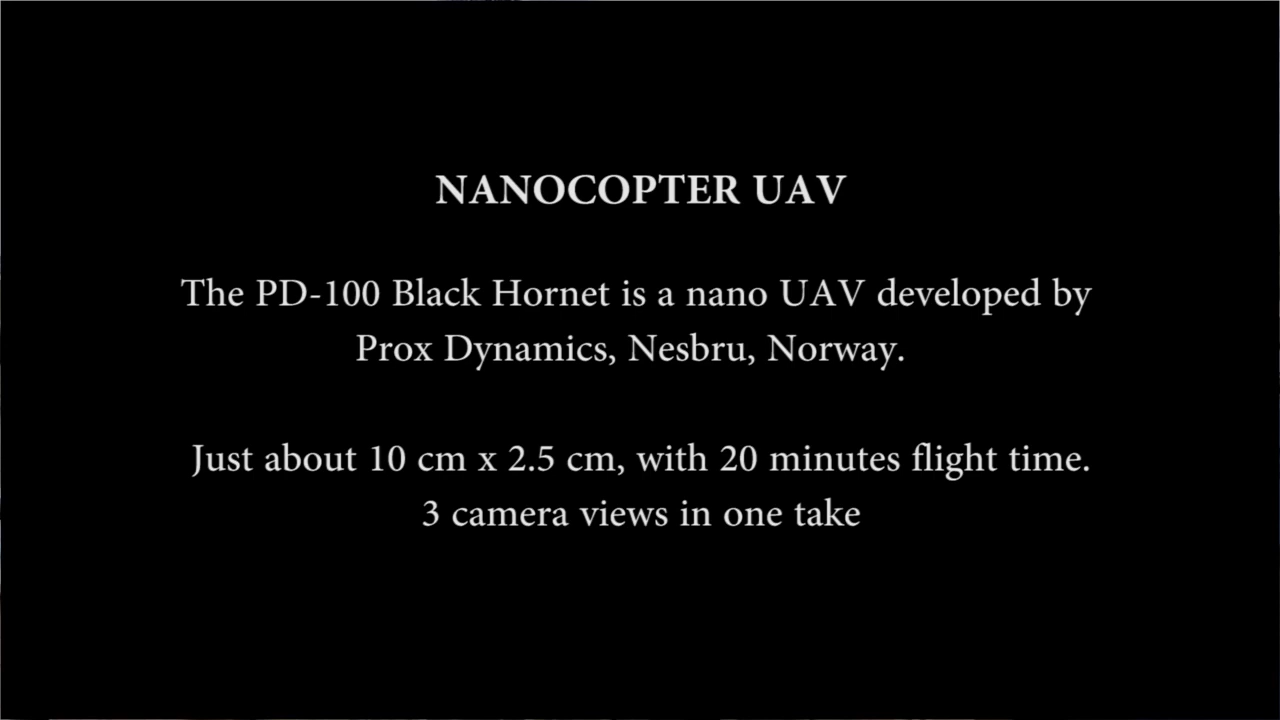 NANOCOPTER UAV
The PD-100 Black Hornet is a nano UAV developed by
Prox Dynamics, Nesbru, Norway.
Just about 10 cm x 2.5 cm, with 20 minutes flight time.
3 camera views in one take